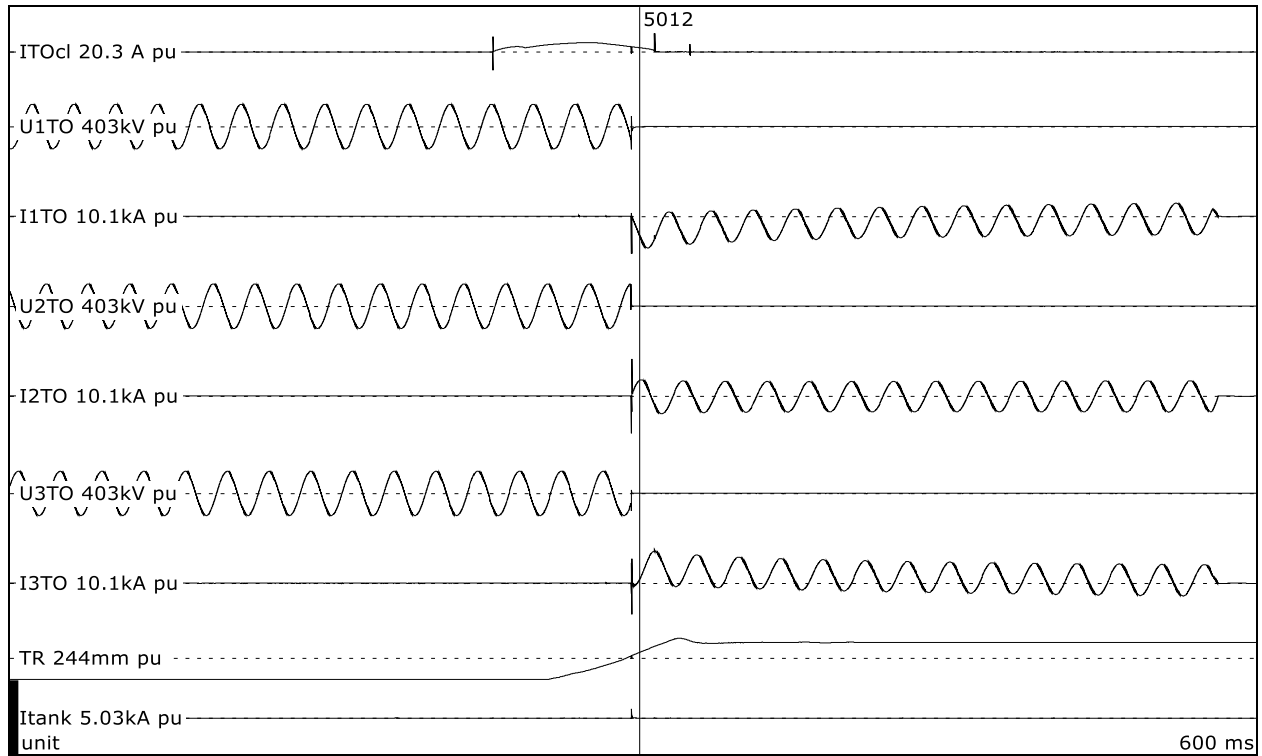 5012
ITOcl 20.3 A pu
U1TO 403kV pu
I1TO 10.1kA pu
U2TO 403kV pu
I2TO 10.1kA pu
U3TO 403kV pu
I3TO 10.1kA pu
TR 244mm pu
Itank 5.03kA pu
unit 600 ms